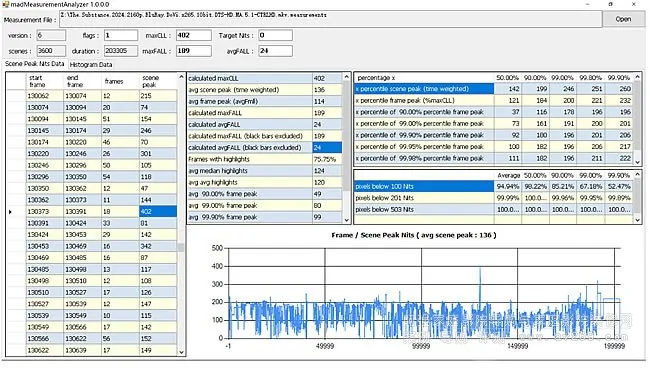 madMeasurementAnalyzer 1.0.0.0
Measurement File : Z:\The.Substance.2024.2160p.BluRay.DoVi.x265.10bit.DTS-HD.MA.5.1-CTRLHD.mkv.measurements Open
version : 6 flags : 1 maxCLL : 402 Target Nits : 0
scenes : 3600 duration : 203305 maxFALL : 189 avgFALL : 24
Scene Peak Nits Data Histogram Data
start frame end frame frames scene peak
130062 130074 12 215
130074 130094 20 74
130094 130145 51 154
130145 130174 29 246
130174 130220 46 70
130220 130246 26 301
130246 130296 50 105
130296 130350 54 118
130350 130362 12 47
130362 130373 11 144
130373 130391 18 402
130391 130424 33 81
130424 130453 29 142
130453 130469 16 342
130469 130485 16 87
130485 130498 13 117
130498 130510 12 108
130510 130527 17 126
130527 130539 12 147
130539 130549 10 115
130549 130566 17 142
130566 130622 56 152
130622 130639 17 149
calculated maxCLL 402
avg scene peak (time weighted) 136
avg frame peak (avgFmll) 114
calculated maxFALL 189
calculated avgFALL 24
calculated maxFALL (black bars excluded) 189
calculated avgFALL (black bars excluded) 24
Frames with highlights 75.75%
avg median highlights 124
avg avg highlights 120
avg 99.00% frame peak 49
avg 99.50% frame peak 80
avg 99.90% frame peak 99
percentage x 50.00% 90.00% 99.00% 99.80% 99.90%
x percentile scene peak (time weighted) 142 199 246 251 260
x percentile frame peak (%maxCLL) 121 184 200 221 232
x percentile of 90.00% percentile frame peak 37 116 178 196 196
x percentile of 99.00% percentile frame peak 73 161 191 200 201
x percentile of 99.90% percentile frame peak 92 180 196 201 206
x percentile of 99.95% percentile frame peak 100 182 196 206 217
x percentile of 99.98% percentile frame peak 111 182 196 211 222
Average 50.00% 90.00% 99.00% 99.90%
pixels below 100 Nits 94.94% 98.22% 85.21% 67.18% 52.47%
pixels below 201 Nits 99.99% 100.0... 99.96% 99.95% 99.89%
pixels below 503 Nits 100.0... 100.0... 100.0... 100.0... 100.0...
Frame / Scene Peak Nits ( avg scene peak : 136 )
500
400
300
200
100
0
-1 49999 99999 149999 199999